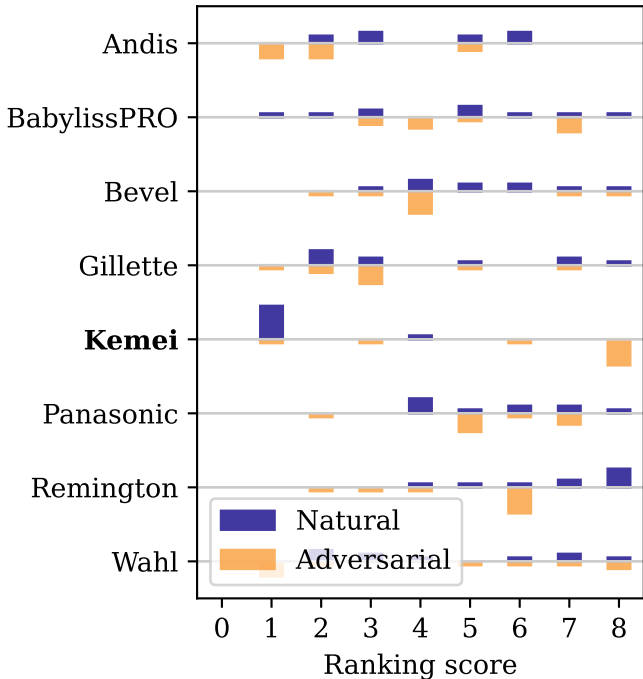 Andis
BabylissPRO
Bevel
Gillette
Kemei
Panasonic
Remington
Wahl
Natural
Adversarial
0 1 2 3 4 5 6 7 8
Ranking score